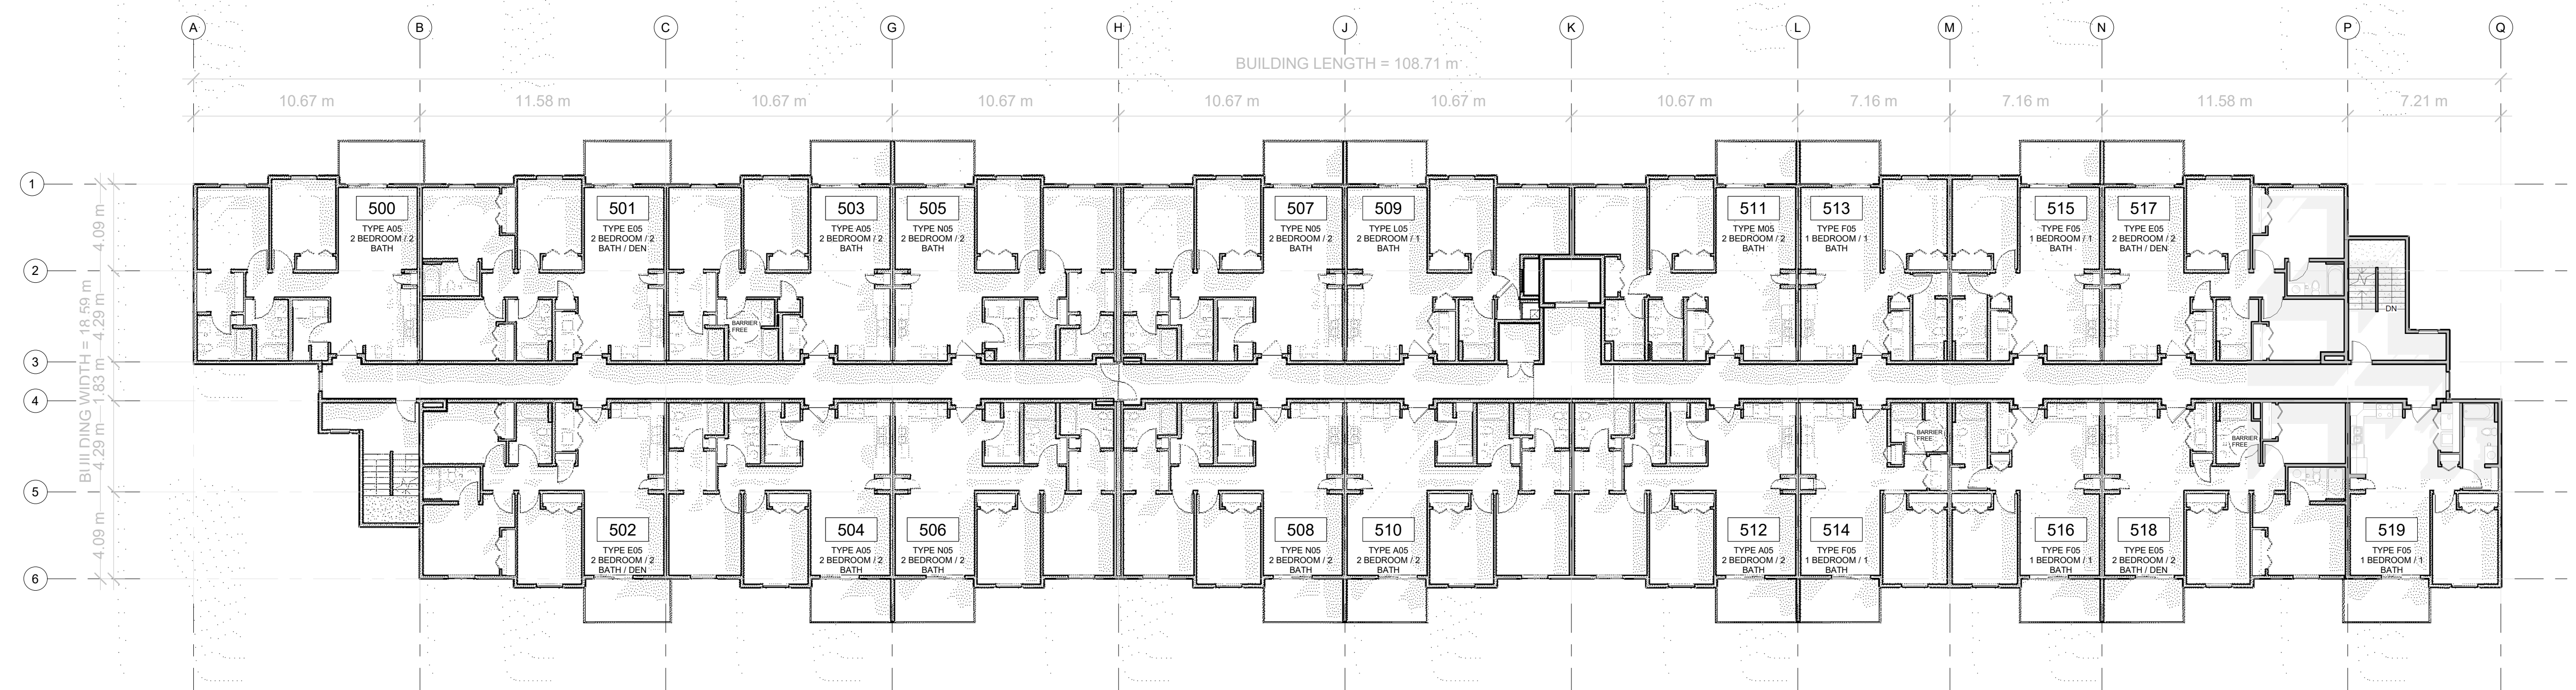 A B C G H J K L M N P Q
BUILDING LENGTH = 108.71 m
10.67 m 11.58 m 10.67 m 10.67 m 10.67 m 10.67 m 10.67 m 7.16 m 7.16 m 11.58 m 7.21 m
1
2
3
4
5
6
4.09 m
4.29 m
1.83 m
4.29 m
4.09 m
BUILDING WIDTH = 18.59 m
500
TYPE A05
2 BEDROOM / 2
BATH
501
TYPE E05
2 BEDROOM / 2
BATH / DEN
503
TYPE A05
2 BEDROOM / 2
BATH
505
TYPE N05
2 BEDROOM / 2
BATH
507
TYPE N05
2 BEDROOM / 2
BATH
509
TYPE L05
2 BEDROOM / 1
BATH
511
TYPE M05
2 BEDROOM / 2
BATH
513
TYPE F05
1 BEDROOM / 1
BATH
515
TYPE F05
1 BEDROOM / 1
BATH
517
TYPE E05
2 BEDROOM / 2
BATH / DEN
BARRIER
FREE
DN
502
TYPE E05
2 BEDROOM / 2
BATH / DEN
504
TYPE A05
2 BEDROOM / 2
BATH
506
TYPE N05
2 BEDROOM / 2
BATH
508
TYPE N05
2 BEDROOM / 2
BATH
510
TYPE A05
2 BEDROOM / 2
BATH
512
TYPE A05
2 BEDROOM / 2
BATH
514
TYPE F05
1 BEDROOM / 1
BATH
516
TYPE F05
1 BEDROOM / 1
BATH
518
TYPE E05
2 BEDROOM / 2
BATH / DEN
519
TYPE F05
1 BEDROOM / 1
BATH
BARRIER
FREE
BARRIER
FREE